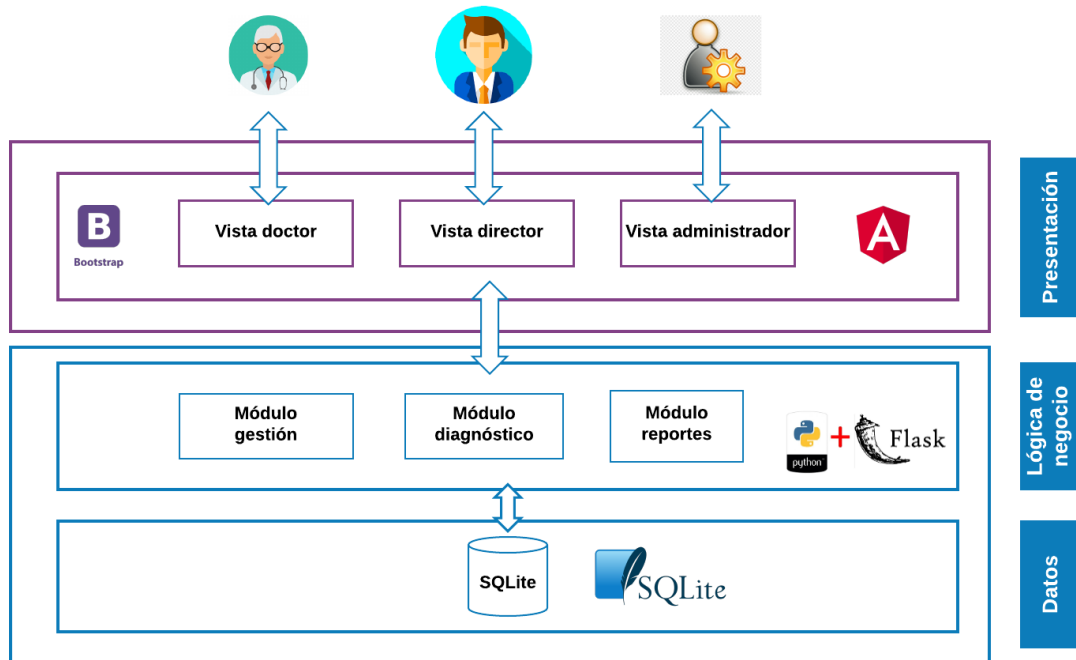 Presentación
B
Bootstrap
Vista doctor
Vista director
Vista administrador
A
Lógica de
negocio
Módulo
gestión
Módulo
diagnóstico
Módulo
reportes
python
+
Flask
Datos
SQLite
SQLite